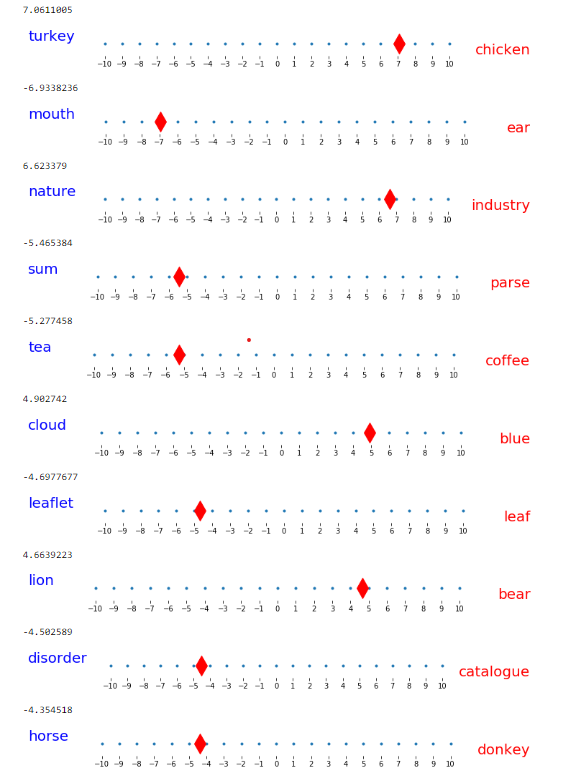 7.0611005
turkey
chicken
−10 −9 −8 −7 −6 −5 −4 −3 −2 −1 0 1 2 3 4 5 6 7 8 9 10
-6.9338236
mouth
ear
−10 −9 −8 −7 −6 −5 −4 −3 −2 −1 0 1 2 3 4 5 6 7 8 9 10
6.623379
nature
industry
−10 −9 −8 −7 −6 −5 −4 −3 −2 −1 0 1 2 3 4 5 6 7 8 9 10
-5.465384
sum
parse
−10 −9 −8 −7 −6 −5 −4 −3 −2 −1 0 1 2 3 4 5 6 7 8 9 10
-5.277458
tea
coffee
−10 −9 −8 −7 −6 −5 −4 −3 −2 −1 0 1 2 3 4 5 6 7 8 9 10
4.902742
cloud
blue
−10 −9 −8 −7 −6 −5 −4 −3 −2 −1 0 1 2 3 4 5 6 7 8 9 10
-4.6977677
leaflet
leaf
−10 −9 −8 −7 −6 −5 −4 −3 −2 −1 0 1 2 3 4 5 6 7 8 9 10
4.6639223
lion
bear
−10 −9 −8 −7 −6 −5 −4 −3 −2 −1 0 1 2 3 4 5 6 7 8 9 10
-4.502589
disorder
catalogue
−10 −9 −8 −7 −6 −5 −4 −3 −2 −1 0 1 2 3 4 5 6 7 8 9 10
-4.354518
horse
donkey
−10 −9 −8 −7 −6 −5 −4 −3 −2 −1 0 1 2 3 4 5 6 7 8 9 10